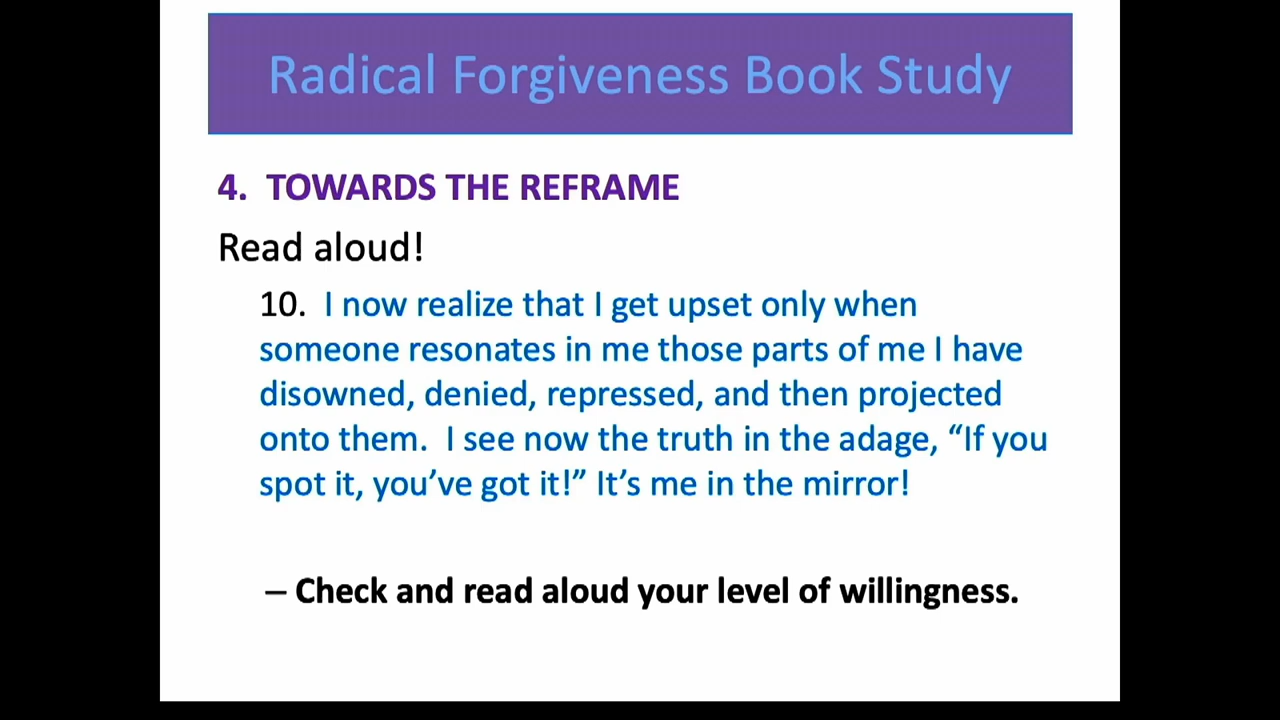 Radical Forgiveness Book Study
4. TOWARDS THE REFRAME
Read aloud!
10. I now realize that I get upset only when
someone resonates in me those parts of me I have
disowned, denied, repressed, and then projected
onto them. I see now the truth in the adage, “If you
spot it, you’ve got it!” It’s me in the mirror!
– Check and read aloud your level of willingness.